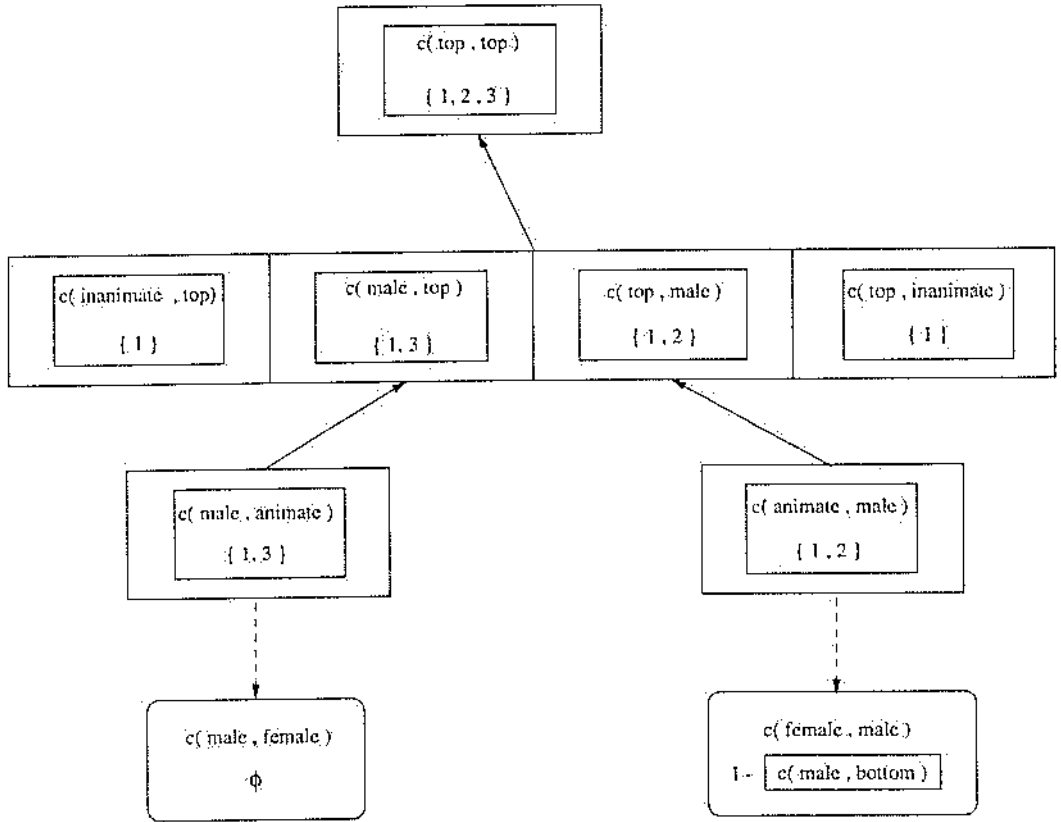 c( top , top )
{ 1, 2 , 3 }
c( inanimate , top)
{ 1 }
c( male , top )
{ 1, 3 }
c( top , male )
{ 1, 2 }
c( top , inanimate )
{ 1 }
c( male , animate )
{ 1, 3 }
c( animate , male )
{ 1, 2 }
c( male , female )
ϕ
c( female , male )
1 - c( male , bottom )